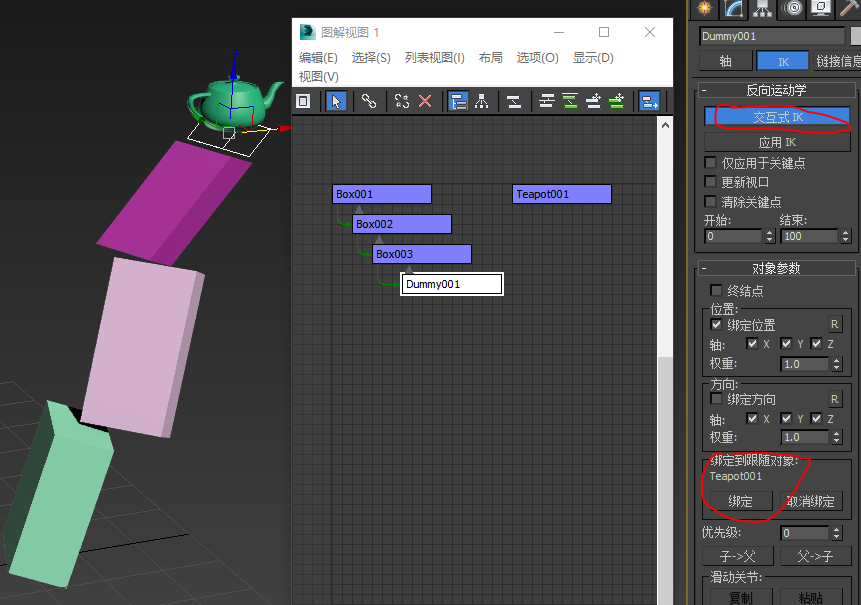 图解视图 1
编辑(E) 选择(S) 列表视图(I) 布局 选项(O) 显示(D)
视图(V)
Box001
Teapot001
Box002
Box003
Dummy001
Dummy001
轴 IK 链接信息
- 反向运动学
交互式 IK
应用 IK
仅应用于关键点
更新视口
清除关键点
开始: 结束:
0 100
- 对象参数
终结点
位置:
绑定位置 R
轴: X Y Z
权重: 1.0
方向:
绑定方向 R
轴: X Y Z
权重: 1.0
绑定到跟随对象:
Teapot001
绑定 取消绑定
优先级: 0
子->父 父->子
滑动关节:
复制 粘贴